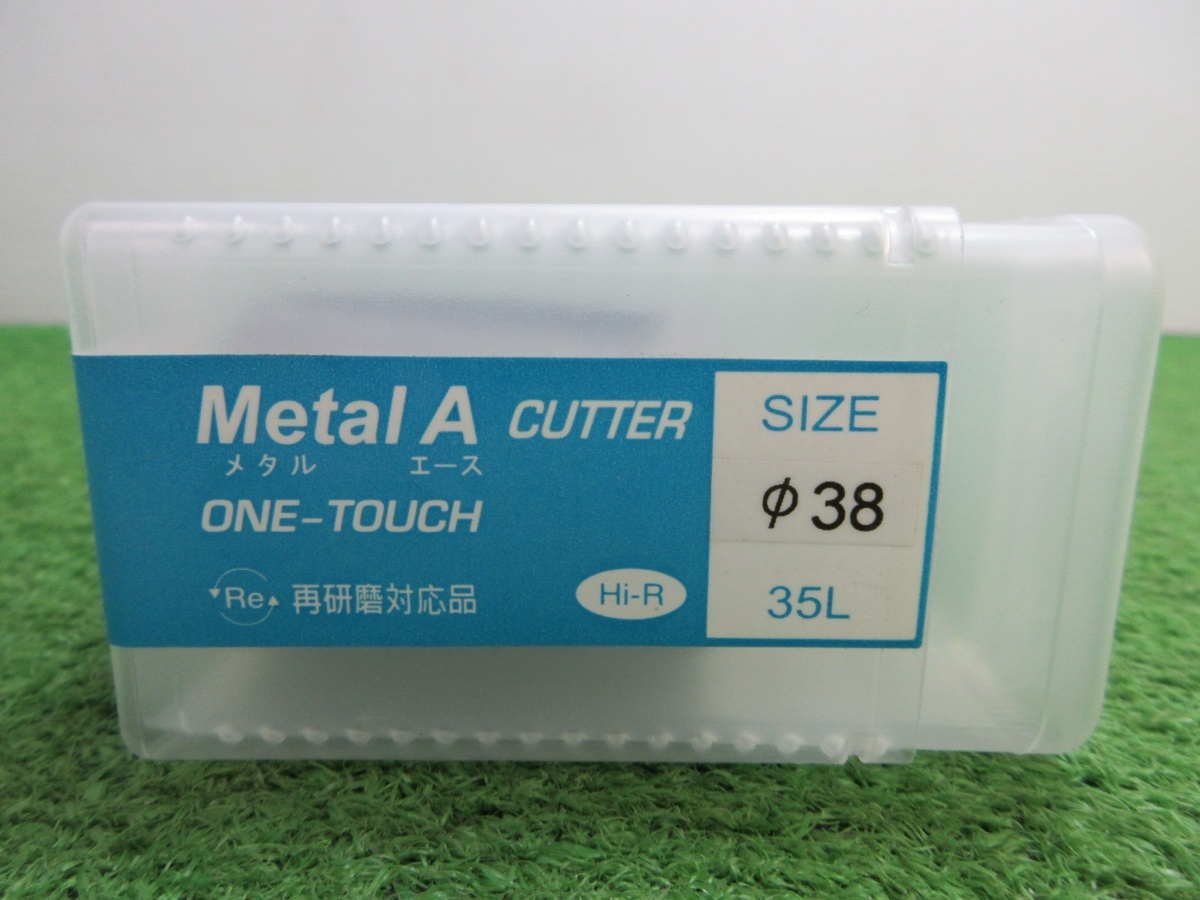 Metal A CUTTER
メタル エース
ONE-TOUCH
Re 再研磨対応品
Hi-R
SIZE
φ38
35L